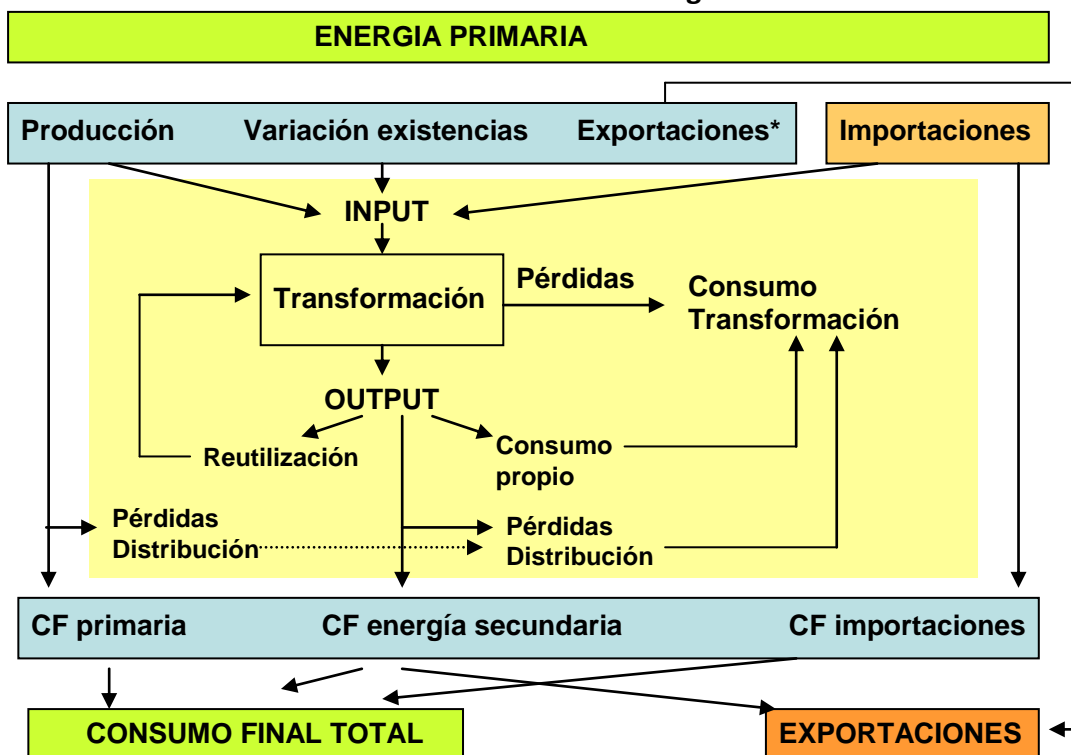 ENERGIA PRIMARIA
Producción Variación existencias Exportaciones* Importaciones
INPUT
Transformación
Pérdidas
Consumo
Transformación
OUTPUT
Reutilización
Consumo
propio
Pérdidas
Distribución
Pérdidas
Distribución
CF primaria CF energía secundaria CF importaciones
CONSUMO FINAL TOTAL
EXPORTACIONES